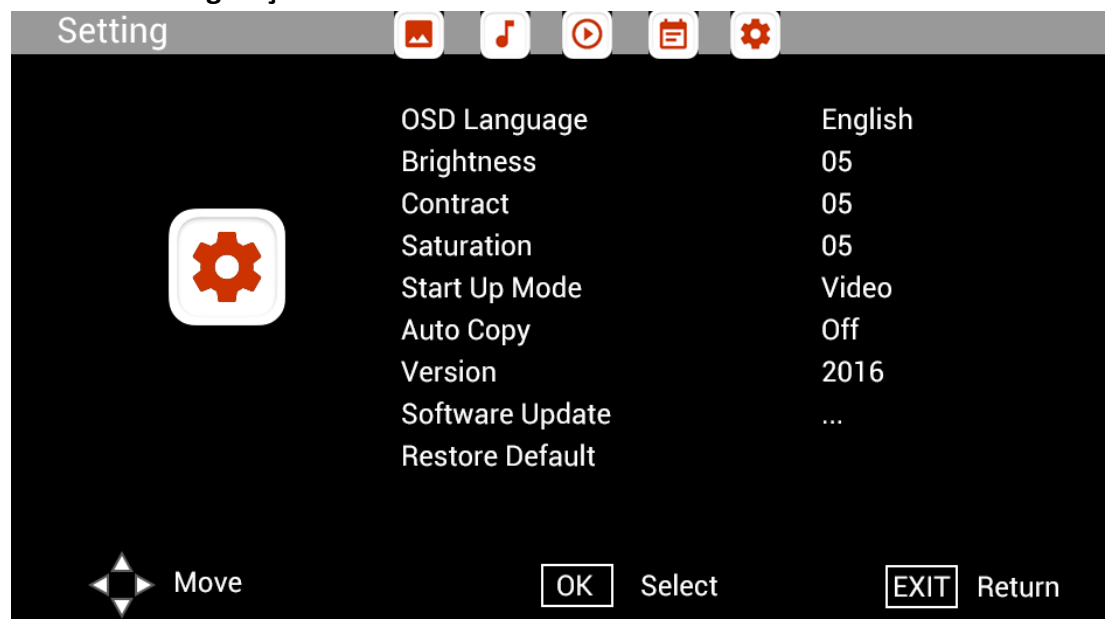 Setting
OSD Language English
Brightness 05
Contract 05
Saturation 05
Start Up Mode Video
Auto Copy Off
Version 2016
Software Update ...
Restore Default
Move OK Select EXIT Return